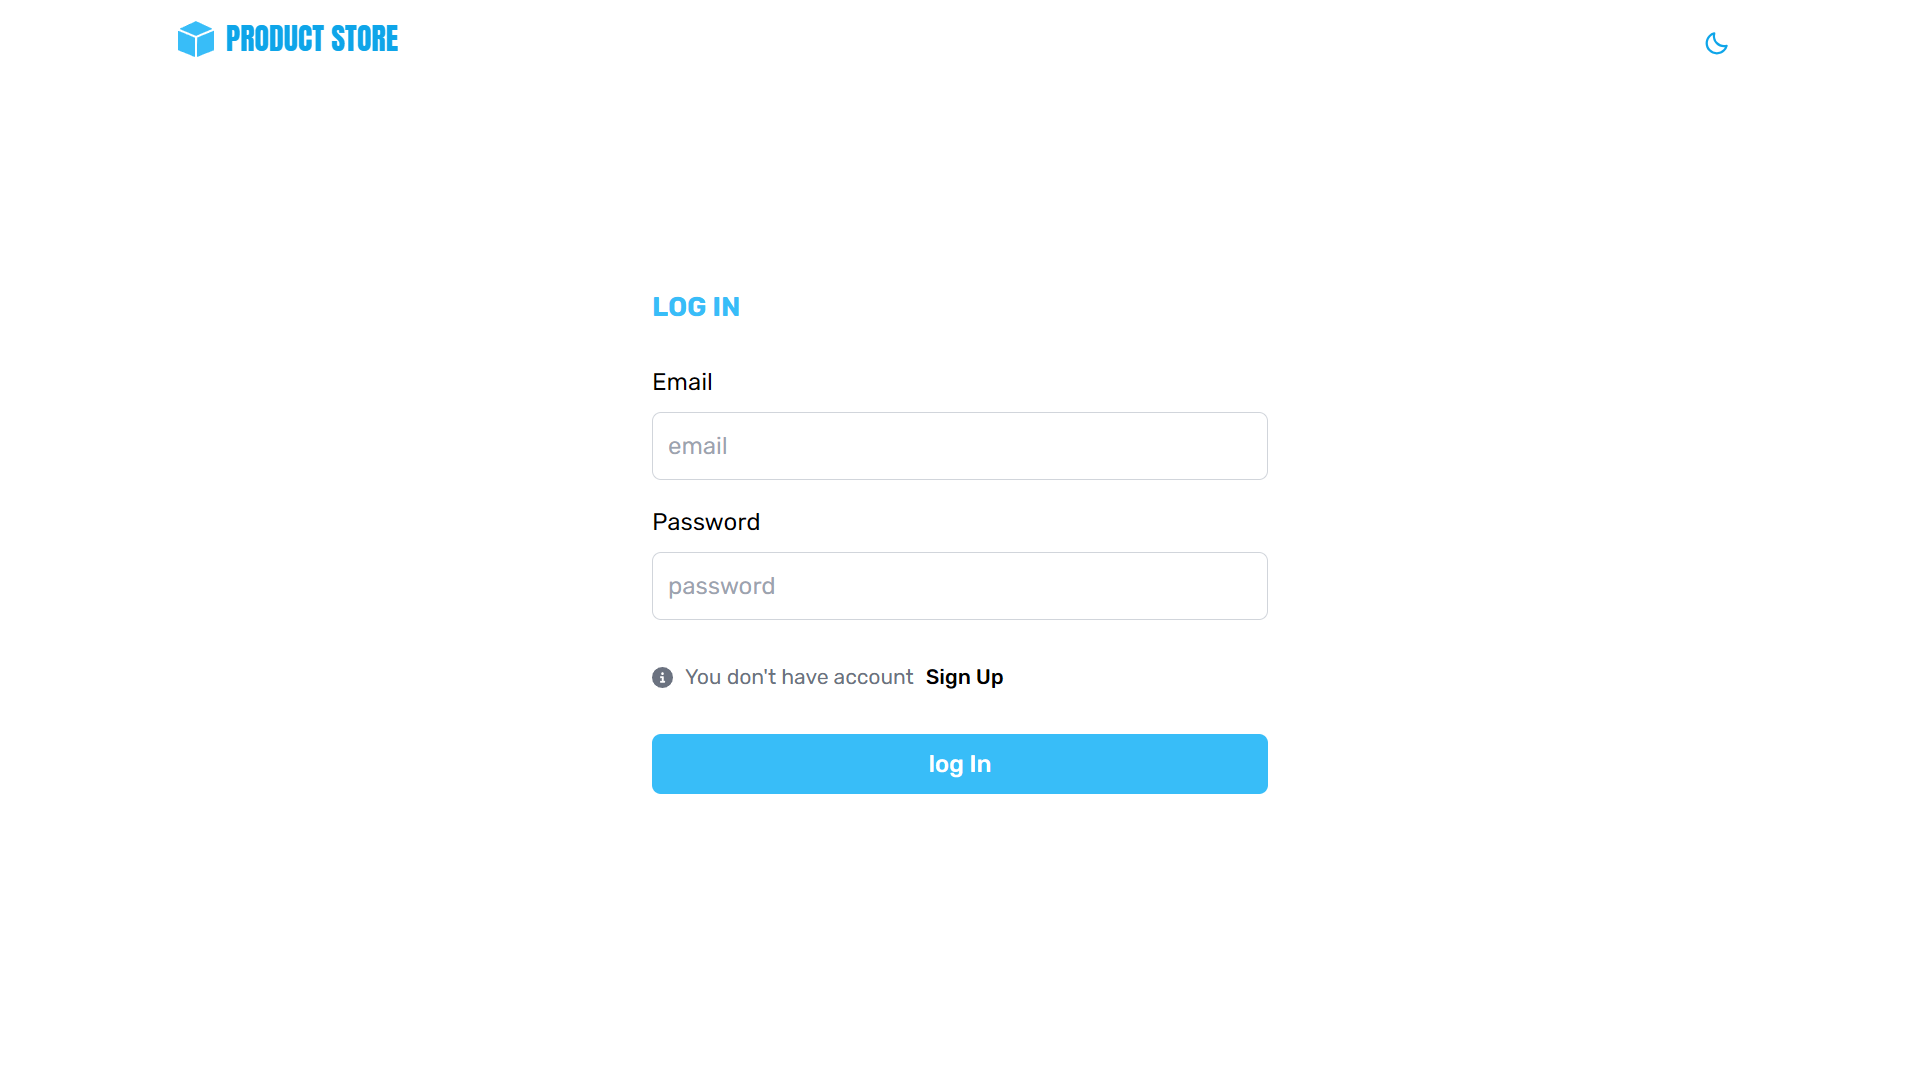 PRODUCT STORE
LOG IN
Email
email
Password
password
You don't have account Sign Up
log In